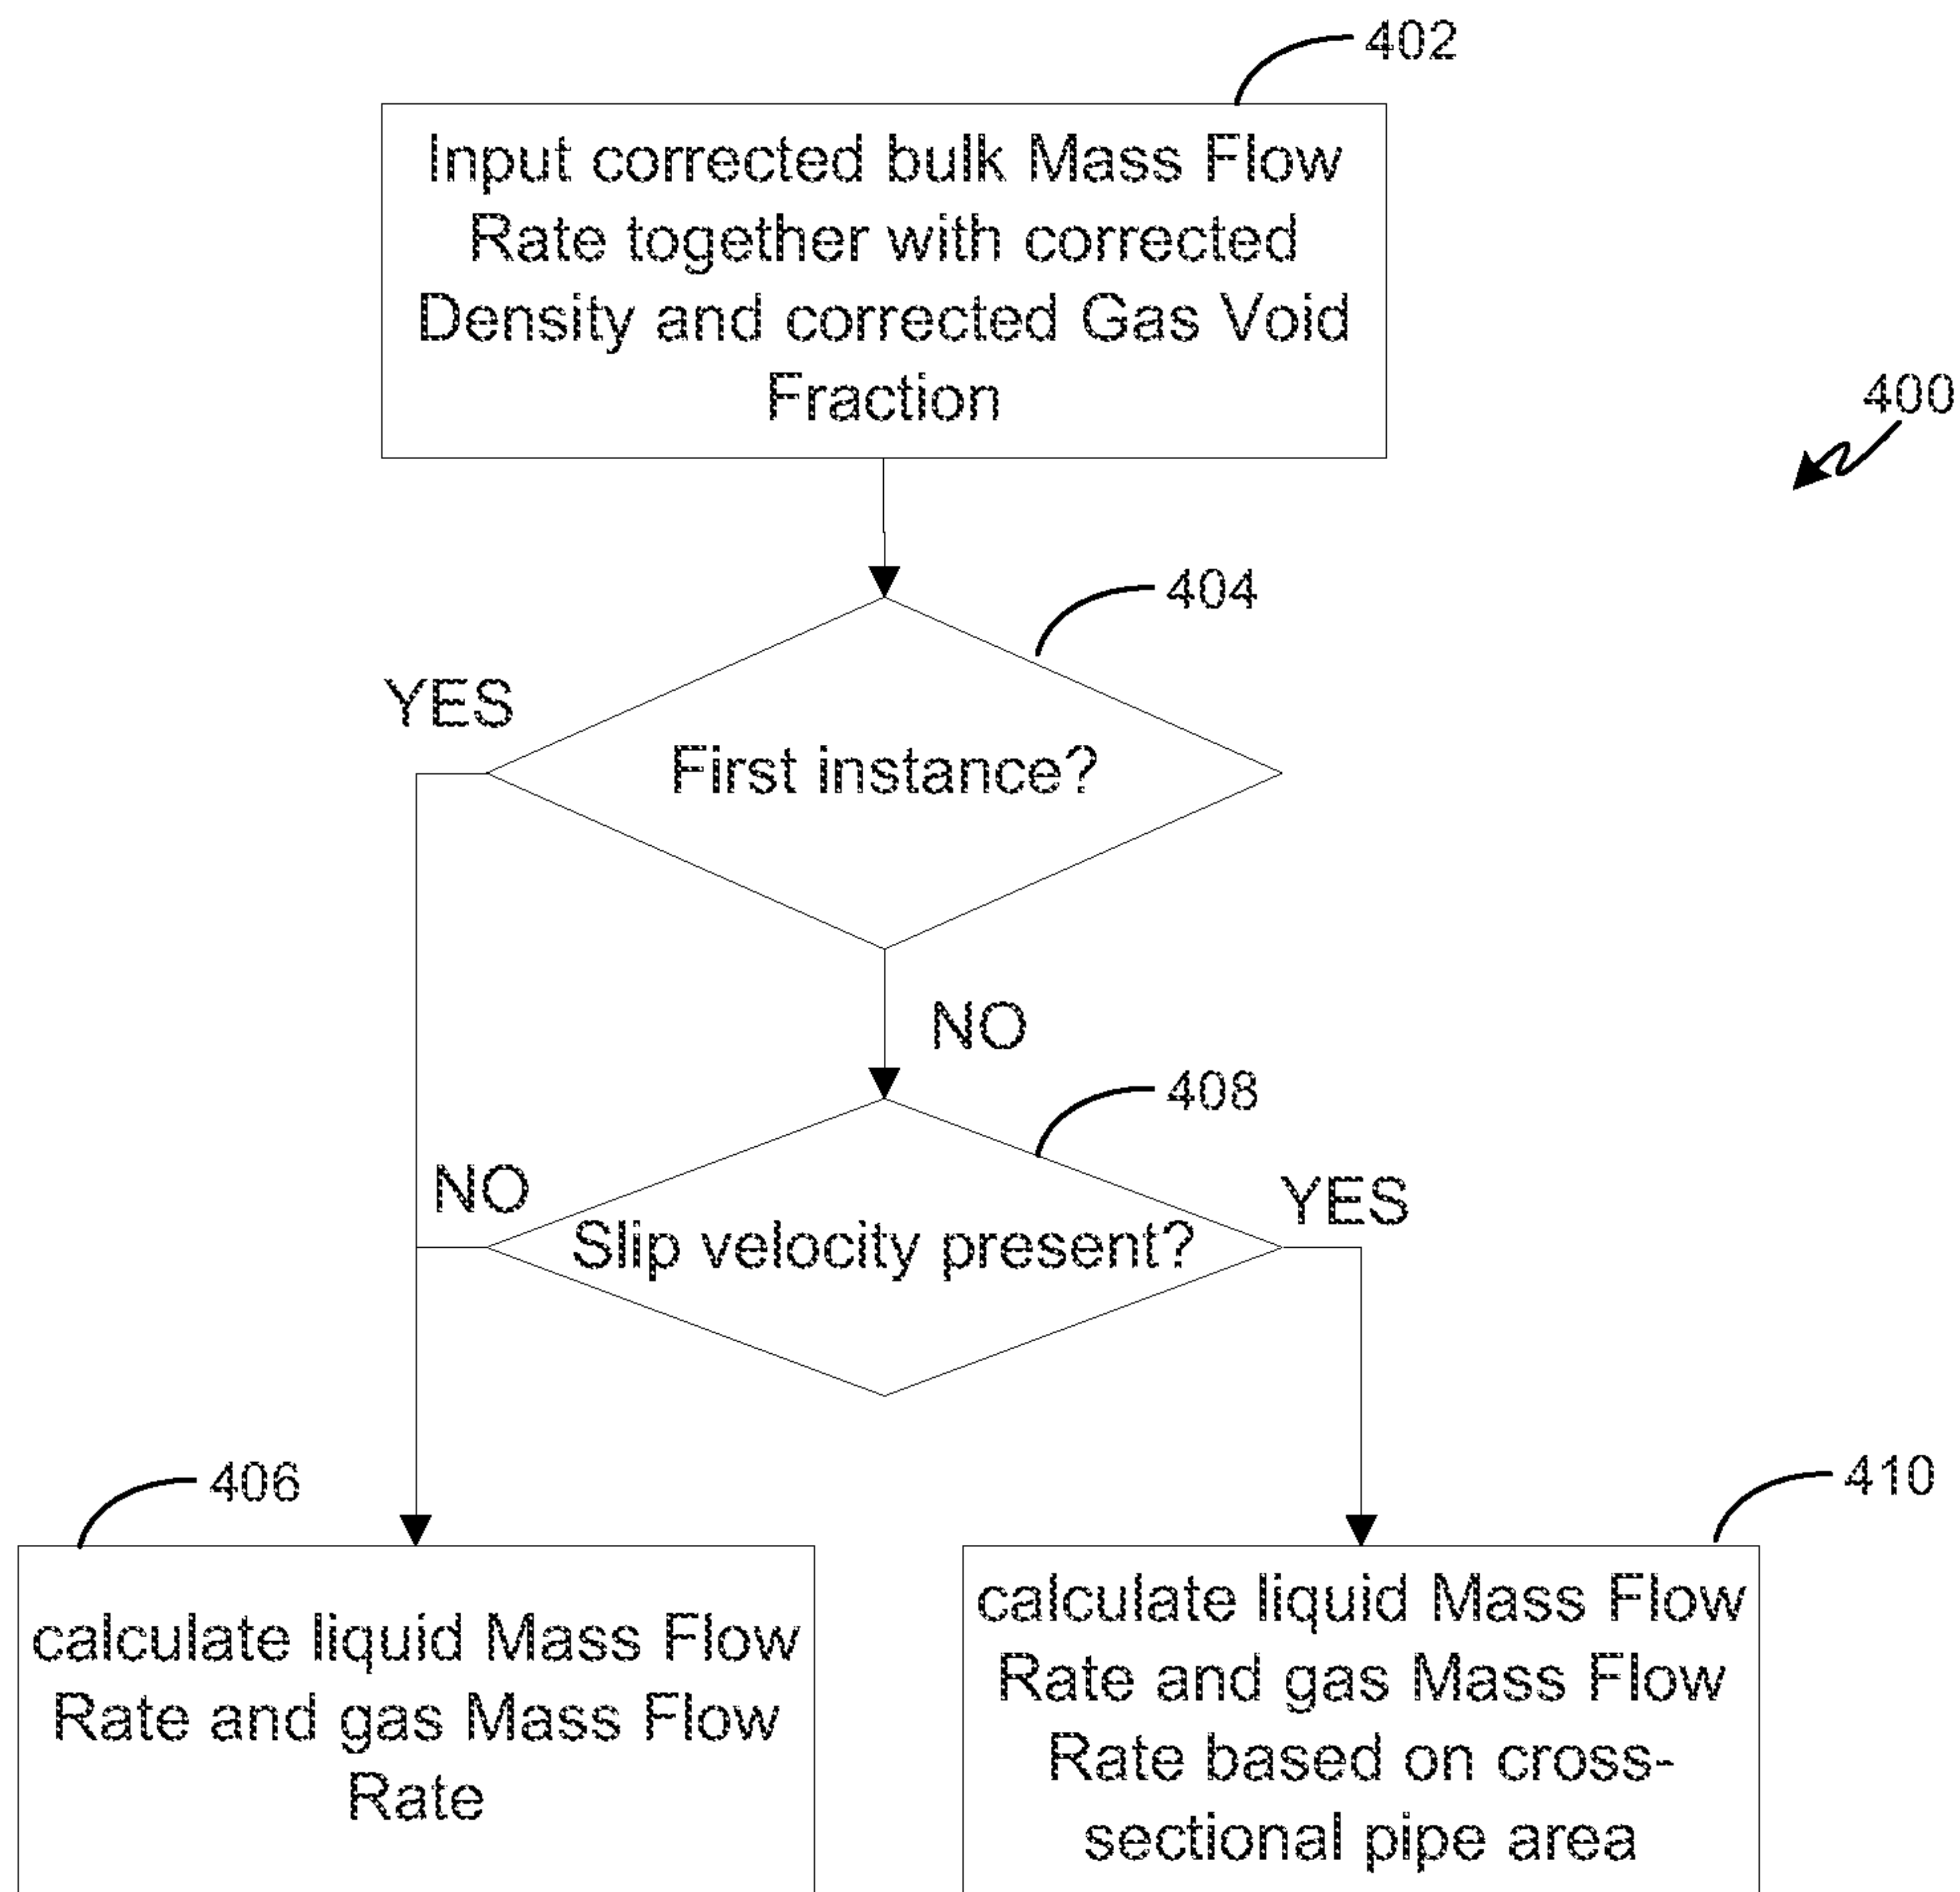 402
Input corrected bulk Mass Flow
Rate together with corrected
Density and corrected Gas Void
Fraction
400
404
YES
First instance?
NO
408
NO
YES
Slip velocity present?
406
410
calculate liquid Mass Flow
Rate and gas Mass Flow
Rate
calculate liquid Mass Flow
Rate and gas Mass Flow
Rate based on cross-
sectional pipe area